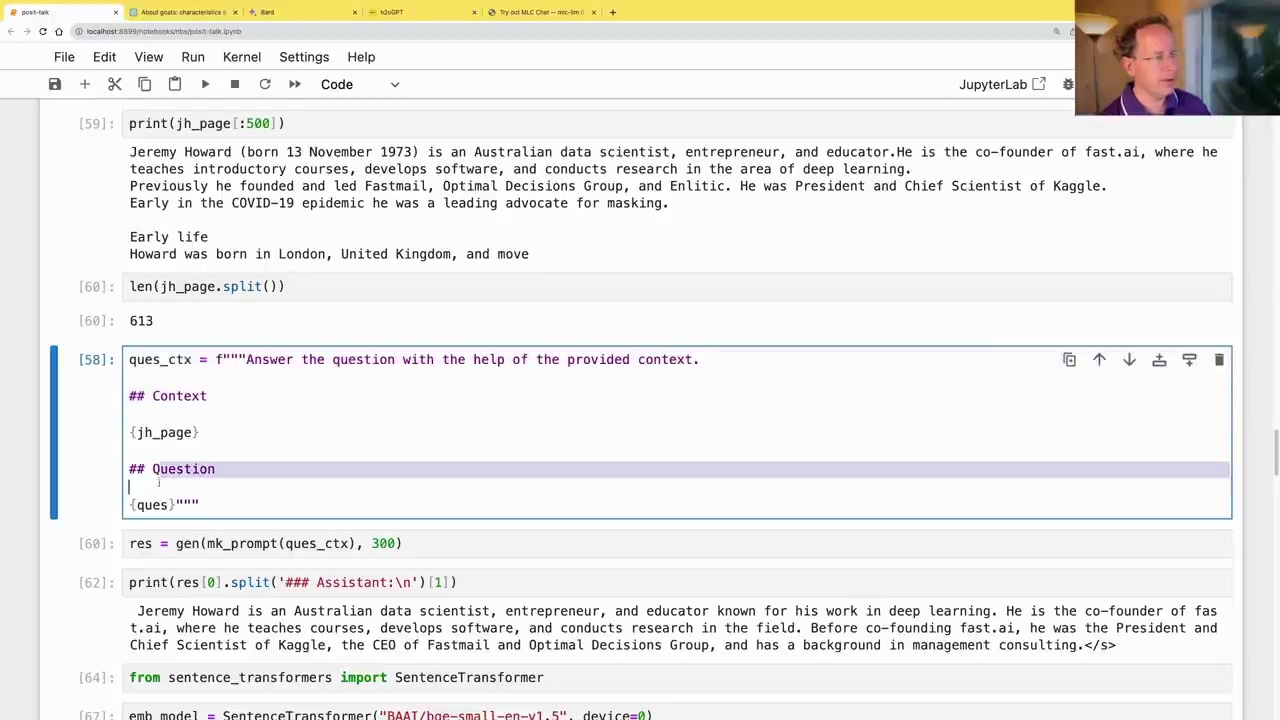 posit-talk
About goats: characteristics &
Bard
h2oGPT
Try out MLC Chat — mlc-llm
localhost:8899/notebooks/nbs/posit-talk.ipynb
File Edit View Run Kernel Settings Help
Code
JupyterLab
[59]: print(jh_page[:500])
Jeremy Howard (born 13 November 1973) is an Australian data scientist, entrepreneur, and educator.He is the co-founder of fast.ai, where he
teaches introductory courses, develops software, and conducts research in the area of deep learning.
Previously he founded and led Fastmail, Optimal Decisions Group, and Enlitic. He was President and Chief Scientist of Kaggle.
Early in the COVID-19 epidemic he was a leading advocate for masking.
Early life
Howard was born in London, United Kingdom, and move
[60]: len(jh_page.split())
[60]: 613
[58]: ques_ctx = f"""Answer the question with the help of the provided context.
## Context
{jh_page}
## Question
{ques}"""
[60]: res = gen(mk_prompt(ques_ctx), 300)
[62]: print(res[0].split('### Assistant:\n')[1])
Jeremy Howard is an Australian data scientist, entrepreneur, and educator known for his work in deep learning. He is the co-founder of fas
t.ai, where he teaches courses, develops software, and conducts research in the field. Before co-founding fast.ai, he was the President and
Chief Scientist of Kaggle, the CEO of Fastmail and Optimal Decisions Group, and has a background in management consulting.</s>
[64]: from sentence_transformers import SentenceTransformer
[67]: emb_model = SentenceTransformer("BAAI/bge-small-en-v1.5", device=0)